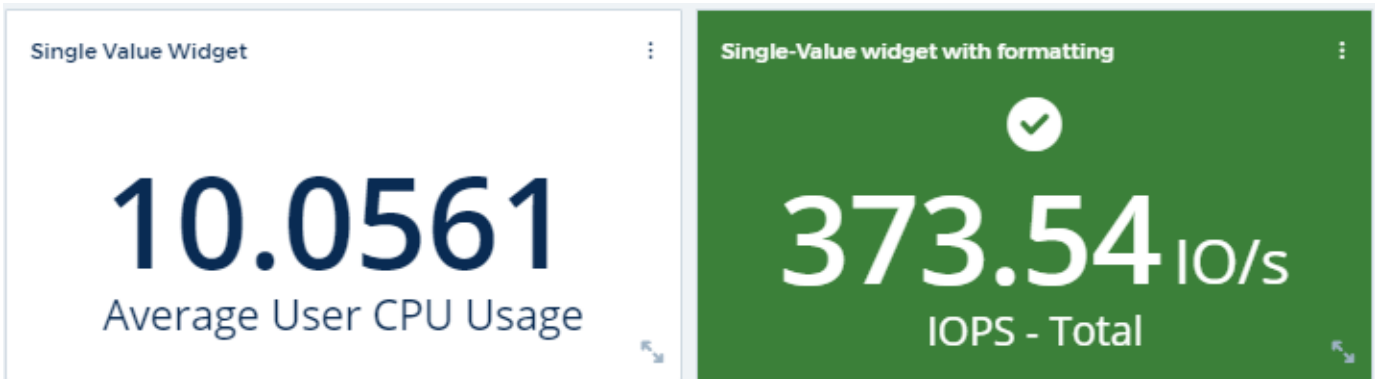 Single Value Widget
10.0561
Average User CPU Usage
Single-Value widget with formatting
373.54 IO/s
IOPS - Total